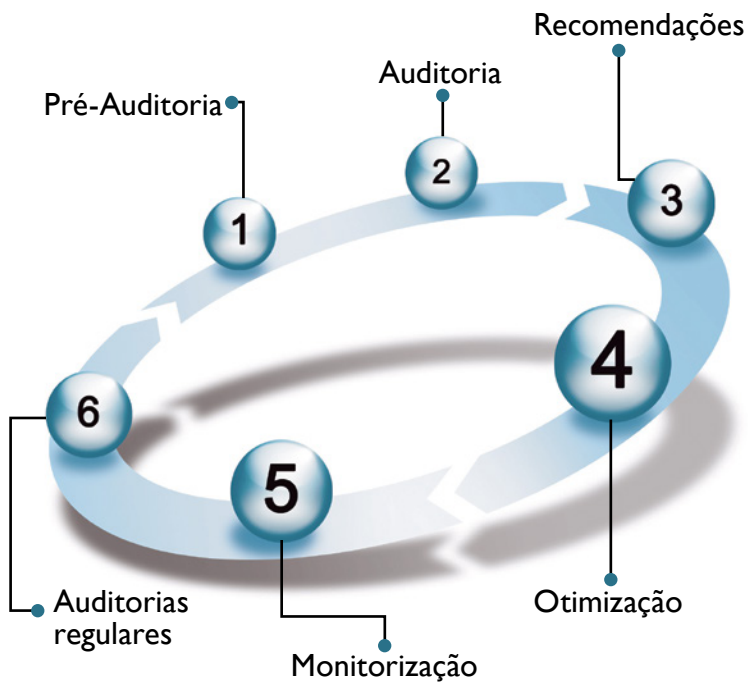 Recomendações
Auditoria
Pré-Auditoria
2
3
1
4
6
5
Auditorias
regulares
Otimização
Monitorização